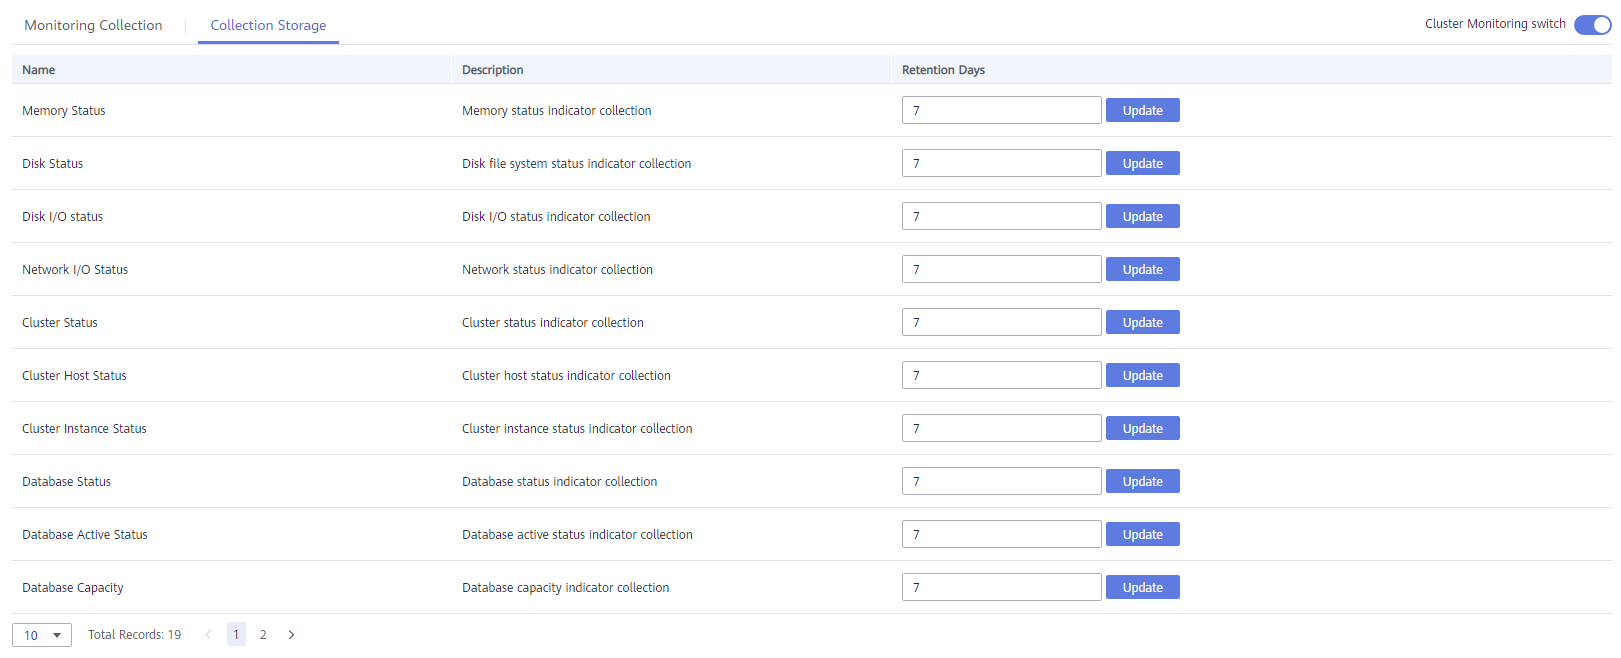 Monitoring Collection | Collection Storage Cluster Monitoring switch
Name Description Retention Days
Memory Status Memory status indicator collection 7 Update
Disk Status Disk file system status indicator collection 7 Update
Disk I/O status Disk I/O status indicator collection 7 Update
Network I/O Status Network status indicator collection 7 Update
Cluster Status Cluster status indicator collection 7 Update
Cluster Host Status Cluster host status indicator collection 7 Update
Cluster Instance Status Cluster instance status indicator collection 7 Update
Database Status Database status indicator collection 7 Update
Database Active Status Database active status indicator collection 7 Update
Database Capacity Database capacity indicator collection 7 Update
10 Total Records: 19 < 1 2 >